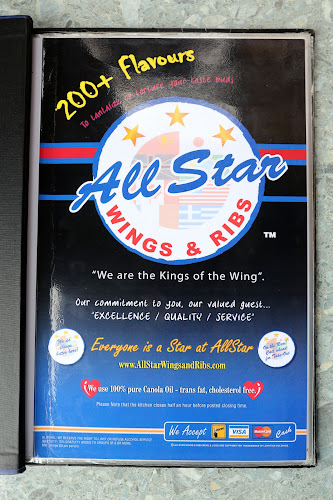 200+ Flavours
To tantalize or torture your taste buds
All Star
WINGS & RIBS
TM
"We are the Kings of the Wing".
Our commitment to you, our valued guest...
"EXCELLENCE / QUALITY / SERVICE"
Everyone is a Star at AllStar
www.AllStarWingsandRibs.com
We use 100% pure Canola Oil - trans fat, cholesterol free.
Please Note that the kitchen closes half an hour before posted closing time.
We Accept
VISA
MasterCard
Cash